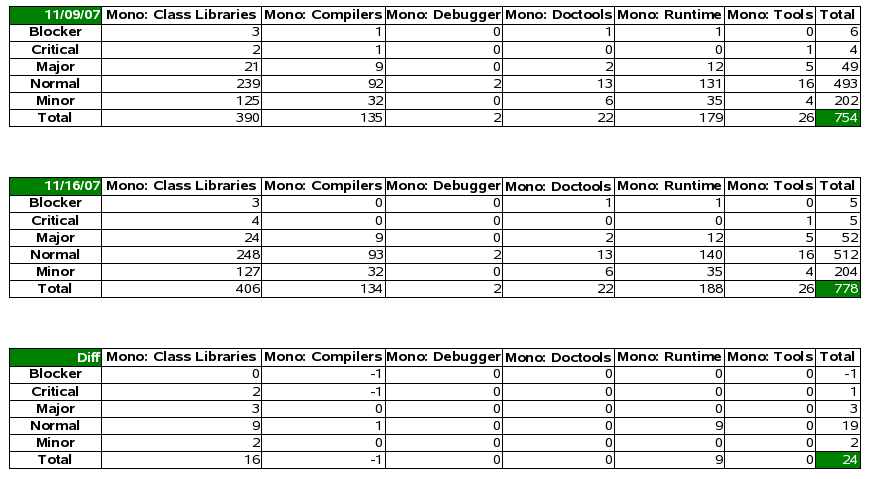 11/09/07 Mono: Class Libraries Mono: Compilers Mono: Debugger Mono: Doctools Mono: Runtime Mono: Tools Total
Blocker 3 1 0 1 1 0 6
Critical 2 1 0 0 0 1 4
Major 21 9 0 2 12 5 49
Normal 239 92 2 13 131 16 493
Minor 125 32 0 6 35 4 202
Total 390 135 2 22 179 26 754
11/16/07 Mono: Class Libraries Mono: Compilers Mono: Debugger Mono: Doctools Mono: Runtime Mono: Tools Total
Blocker 3 0 0 1 1 0 5
Critical 4 0 0 0 0 1 5
Major 24 9 0 2 12 5 52
Normal 248 93 2 13 140 16 512
Minor 127 32 0 6 35 4 204
Total 406 134 2 22 188 26 778
Diff Mono: Class Libraries Mono: Compilers Mono: Debugger Mono: Doctools Mono: Runtime Mono: Tools Total
Blocker 0 -1 0 0 0 0 -1
Critical 2 -1 0 0 0 0 1
Major 3 0 0 0 0 0 3
Normal 9 1 0 0 9 0 19
Minor 2 0 0 0 0 0 2
Total 16 -1 0 0 9 0 24